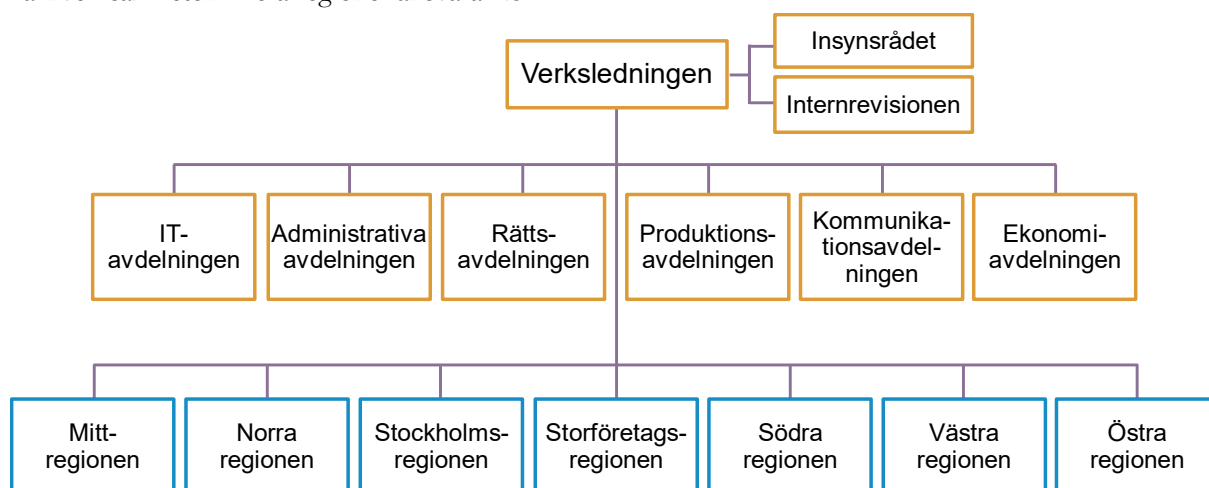 Insynsrådet
Verksledningen
Internrevisionen
IT-
avdelningen
Administrativa
avdelningen
Rätts-
avdelningen
Produktions-
avdelningen
Kommunika-
tionsavdel-
ningen
Ekonomi-
avdelningen
Mitt-
regionen
Norra
regionen
Stockholms-
regionen
Storföretags-
regionen
Södra
regionen
Västra
regionen
Östra
regionen